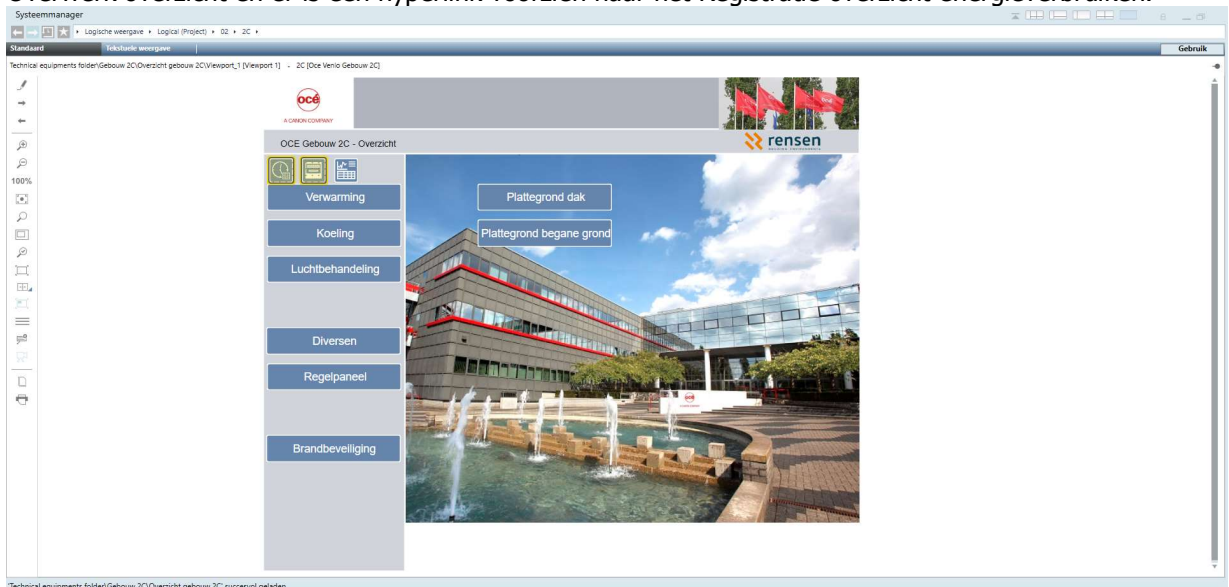 Overwerk overzicht en er is een hyperlink voorzien naar het Registratie overzicht energieverbruiken.
Systeemmanager
Logische weergave Logical (Project) 02 2C
Standaard Tekstuele weergave Gebruik
Technical equipments folder\Gebouw 2C\Overzicht gebouw 2C\Viewport_1 [Viewport 1] - 2C [Oce Venlo Gebouw 2C]
océ
A CANON COMPANY
OCE Gebouw 2C - Overzicht
rensen
100%
Verwarming
Plattegrond dak
Koeling
Plattegrond begane grond
Luchtbehandeling
Diversen
Regelpaneel
Brandbeveiliging
'Technical equipments folder\Gebouw 2C\Overzicht gebouw 2C' succesvol geladen